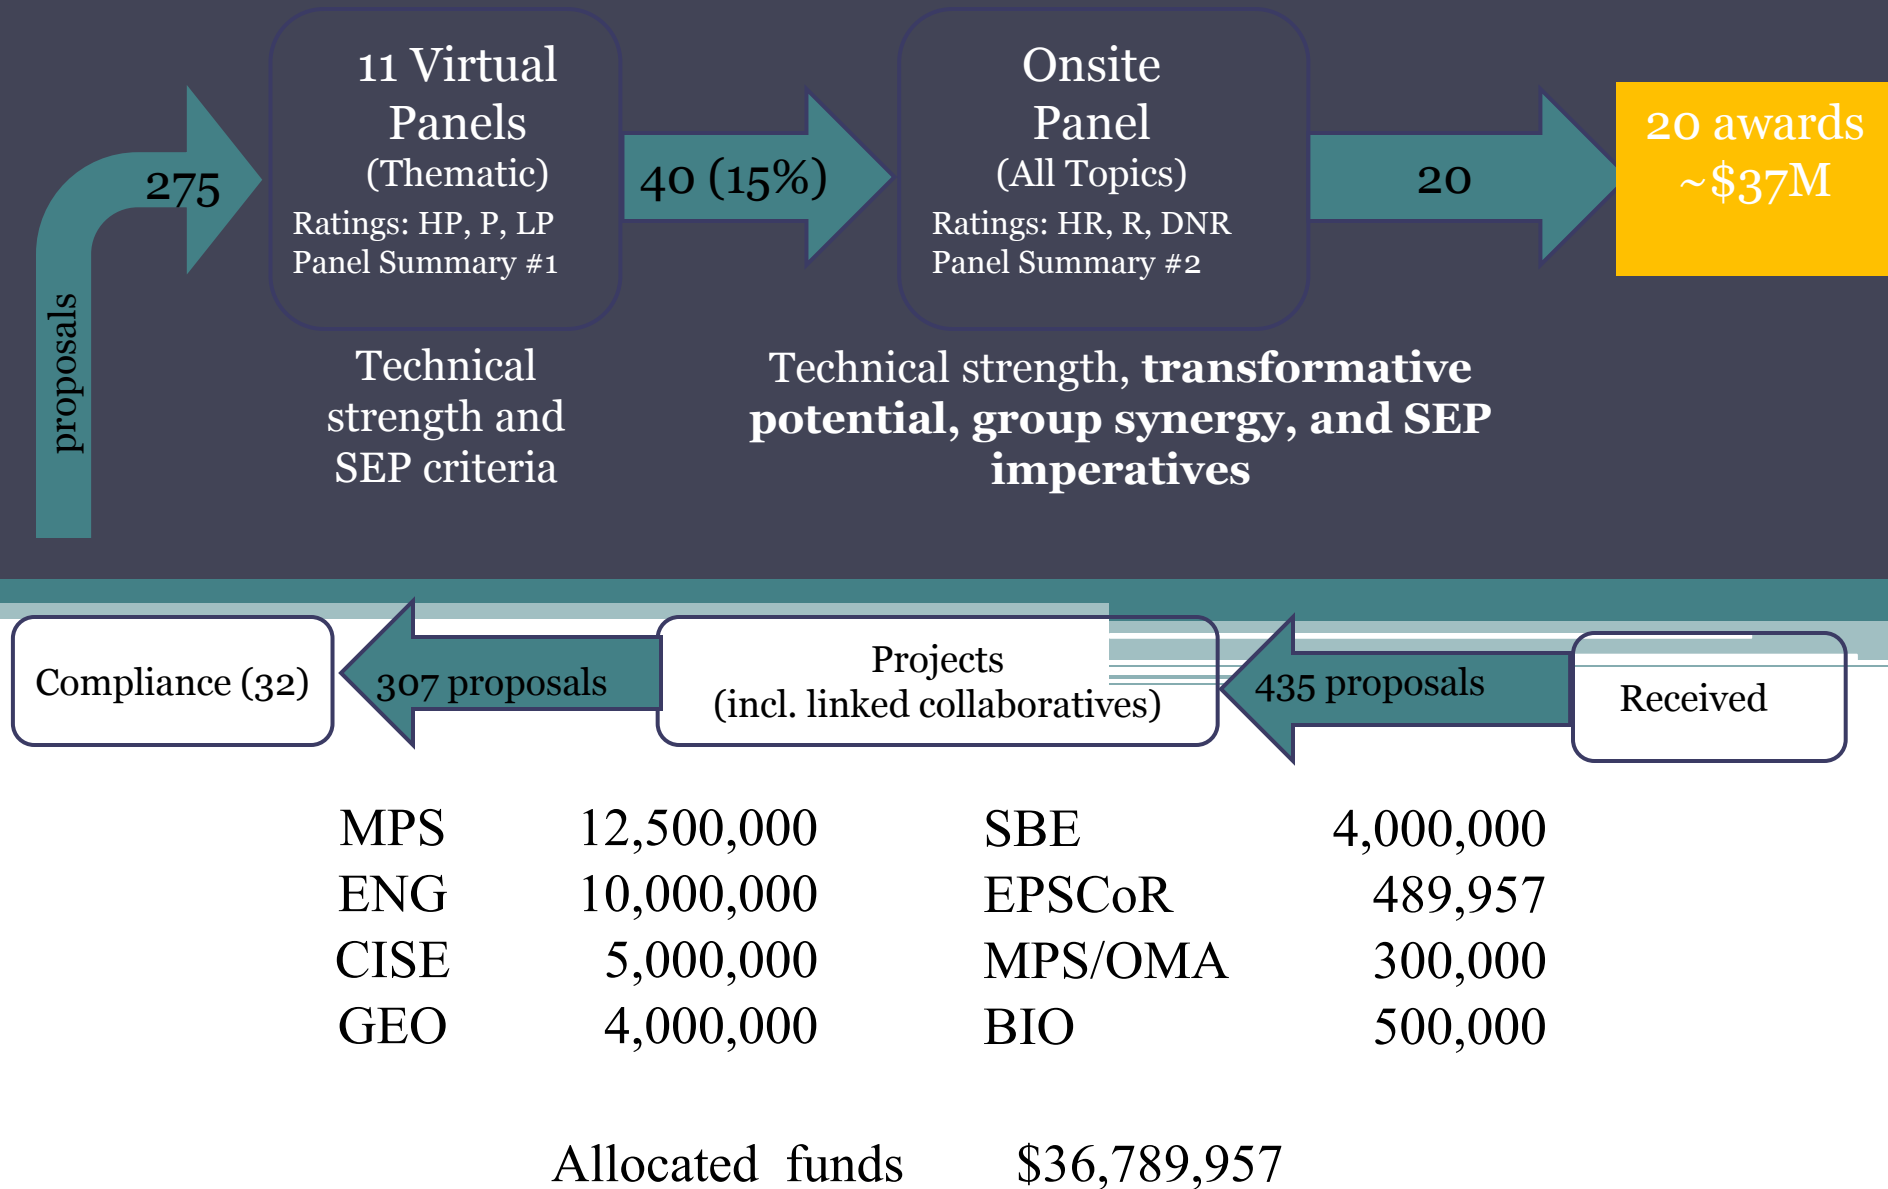 proposals
275
11 Virtual
Panels
(Thematic)
Ratings: HP, P, LP
Panel Summary #1
40 (15%)
Onsite
Panel
(All Topics)
Ratings: HR, R, DNR
Panel Summary #2
20
20 awards
~$37M
Technical
strength and
SEP criteria
Technical strength, transformative
potential, group synergy, and SEP
imperatives
Compliance (32)
307 proposals
Projects
(incl. linked collaboratives)
435 proposals
Received
MPS 12,500,000 SBE 4,000,000
ENG 10,000,000 EPSCoR 489,957
CISE 5,000,000 MPS/OMA 300,000
GEO 4,000,000 BIO 500,000
Allocated funds $36,789,957